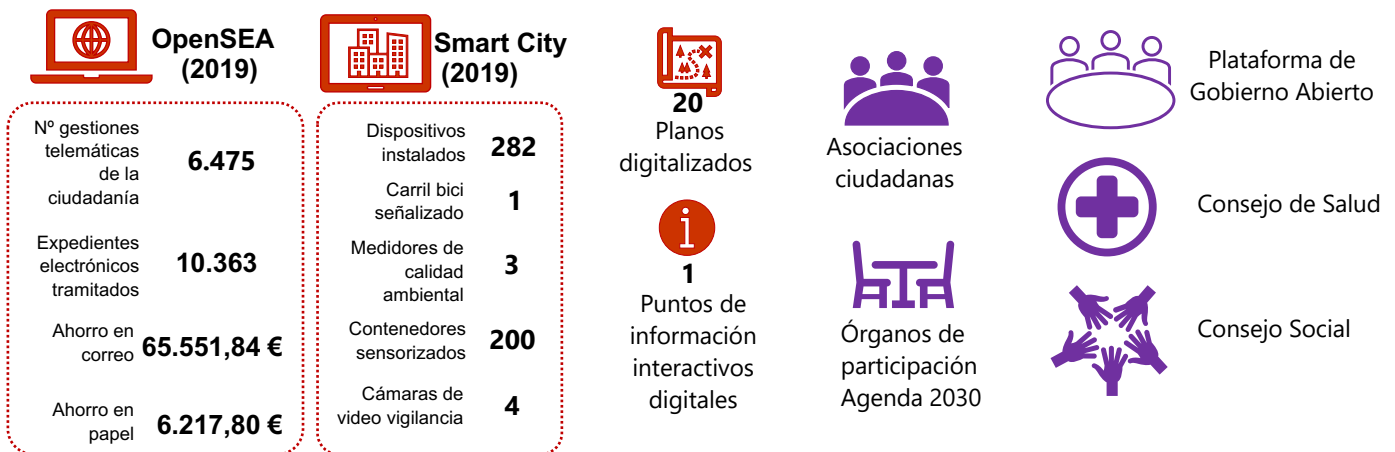 OpenSEA
(2019)
Nº gestiones
telemáticas
de la
ciudadanía
6.475
Expedientes
electrónicos
tramitados
10.363
Ahorro en
correo
65.551,84 €
Ahorro en
papel
6.217,80 €
Smart City
(2019)
Dispositivos
instalados
282
Carril bici
señalizado
1
Medidores de
calidad
ambiental
3
Contenedores
sensorizados
200
Cámaras de
video vigilancia
4
20
Planos
digitalizados
1
Puntos de
información
interactivos
digitales
Asociaciones
ciudadanas
Órganos de
participación
Agenda 2030
Plataforma de
Gobierno Abierto
Consejo de Salud
Consejo Social